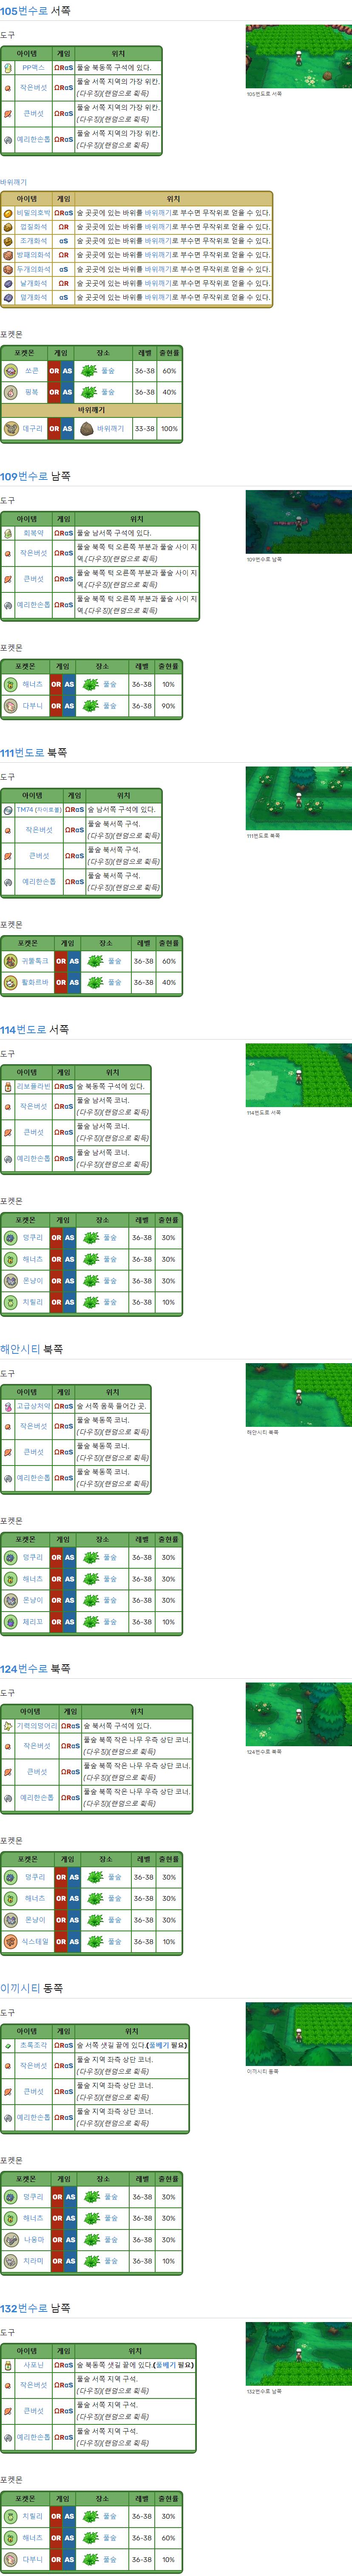 105번수로 서쪽
도구
아이템 게임 위치
PP맥스 ΩRαS 풀숲 북동쪽 구석에 있다.
작은버섯 ΩRαS 풀숲 서쪽 지역의 가장 위칸.
(다우징)(랜덤으로 획득)
큰버섯 ΩRαS 풀숲 서쪽 지역의 가장 위칸.
(다우징)(랜덤으로 획득)
예리한손톱 ΩRαS 풀숲 서쪽 지역의 가장 위칸.
(다우징)(랜덤으로 획득)
105번도로 서쪽
바위깨기
아이템 게임 위치
비밀의호박 ΩRαS 숲 곳곳에 있는 바위를 바위깨기로 부수면 무작위로 얻을 수 있다.
껍질화석 ΩR 숲 곳곳에 있는 바위를 바위깨기로 부수면 무작위로 얻을 수 있다.
조개화석 αS 숲 곳곳에 있는 바위를 바위깨기로 부수면 무작위로 얻을 수 있다.
방패의화석 ΩR 숲 곳곳에 있는 바위를 바위깨기로 부수면 무작위로 얻을 수 있다.
두개의화석 αS 숲 곳곳에 있는 바위를 바위깨기로 부수면 무작위로 얻을 수 있다.
날개화석 ΩR 숲 곳곳에 있는 바위를 바위깨기로 부수면 무작위로 얻을 수 있다.
덮개화석 αS 숲 곳곳에 있는 바위를 바위깨기로 부수면 무작위로 얻을 수 있다.
포켓몬
포켓몬 게임 장소 레벨 출현률
쏘콘 OR AS 풀숲 36-38 60%
핑복 OR AS 풀숲 36-38 40%
바위깨기
데구리 OR AS 바위깨기 33-38 100%
109번수로 남쪽
도구
아이템 게임 위치
회복약 ΩRαS 풀숲 남서쪽 구석에 있다.
작은버섯 ΩRαS 풀숲 북쪽 턱 오른쪽 부분과 풀숲 사이 지
역.(다우징)(랜덤으로 획득)
큰버섯 ΩRαS 풀숲 북쪽 턱 오른쪽 부분과 풀숲 사이 지
역.(다우징)(랜덤으로 획득)
예리한손톱 ΩRαS 풀숲 북쪽 턱 오른쪽 부분과 풀숲 사이 지
역.(다우징)(랜덤으로 획득)
109번수로 남쪽
포켓몬
포켓몬 게임 장소 레벨 출현률
해너츠 OR AS 풀숲 36-38 10%
다부니 OR AS 풀숲 36-38 90%
111번도로 북쪽
도구
아이템 게임 위치
TM74 (자이로볼) ΩRαS 숲 남서쪽 구석에 있다.
작은버섯 ΩRαS 풀숲 북서쪽 구석.
(다우징)(랜덤으로 획득)
큰버섯 ΩRαS 풀숲 북서쪽 구석.
(다우징)(랜덤으로 획득)
예리한손톱 ΩRαS 풀숲 북서쪽 구석.
(다우징)(랜덤으로 획득)
111번도로 북쪽
포켓몬
포켓몬 게임 장소 레벨 출현률
귀뚤톡크 OR AS 풀숲 36-38 60%
활화르바 OR AS 풀숲 36-38 40%
114번도로 서쪽
도구
아이템 게임 위치
리보플라빈 ΩRαS 숲 북동쪽 구석에 있다.
작은버섯 ΩRαS 풀숲 남서쪽 코너.
(다우징)(랜덤으로 획득)
큰버섯 ΩRαS 풀숲 남서쪽 코너.
(다우징)(랜덤으로 획득)
예리한손톱 ΩRαS 풀숲 남서쪽 코너.
(다우징)(랜덤으로 획득)
114번도로 서쪽
포켓몬
포켓몬 게임 장소 레벨 출현률
덩쿠리 OR AS 풀숲 36-38 30%
해너츠 OR AS 풀숲 36-38 30%
몬냥이 OR AS 풀숲 36-38 30%
치릴리 OR AS 풀숲 36-38 10%
해안시티 북쪽
도구
아이템 게임 위치
고급상처약 ΩRαS 숲 서쪽 움푹 들어간 곳.
작은버섯 ΩRαS 풀숲 북동쪽 코너.
(다우징)(랜덤으로 획득)
큰버섯 ΩRαS 풀숲 북동쪽 코너.
(다우징)(랜덤으로 획득)
예리한손톱 ΩRαS 풀숲 북동쪽 코너.
(다우징)(랜덤으로 획득)
해안시티 북쪽
포켓몬
포켓몬 게임 장소 레벨 출현률
덩쿠리 OR AS 풀숲 36-38 30%
해너츠 OR AS 풀숲 36-38 30%
몬냥이 OR AS 풀숲 36-38 30%
체리꼬 OR AS 풀숲 36-38 10%
124번수로 북쪽
도구
아이템 게임 위치
기력의덩어리 ΩRαS 숲 북서쪽 구석에 있다.
작은버섯 ΩRαS 풀숲 북쪽 작은 나무 우측 상단 코너.
(다우징)(랜덤으로 획득)
큰버섯 ΩRαS 풀숲 북쪽 작은 나무 우측 상단 코너.
(다우징)(랜덤으로 획득)
예리한손톱 ΩRαS 풀숲 북쪽 작은 나무 우측 상단 코너.
(다우징)(랜덤으로 획득)
124번수로 북쪽
포켓몬
포켓몬 게임 장소 레벨 출현률
덩쿠리 OR AS 풀숲 36-38 30%
해너츠 OR AS 풀숲 36-38 30%
몬냥이 OR AS 풀숲 36-38 30%
식스테일 OR AS 풀숲 36-38 10%
이끼시티 동쪽
도구
아이템 게임 위치
초록조각 ΩRαS 숲 서쪽 샛길 끝에 있다.(풀베기 필요)
작은버섯 ΩRαS 풀숲 지역 좌측 상단 코너.
(다우징)(랜덤으로 획득)
큰버섯 ΩRαS 풀숲 지역 좌측 상단 코너.
(다우징)(랜덤으로 획득)
예리한손톱 ΩRαS 풀숲 지역 좌측 상단 코너.
(다우징)(랜덤으로 획득)
이끼시티 동쪽
포켓몬
포켓몬 게임 장소 레벨 출현률
덩쿠리 OR AS 풀숲 36-38 30%
해너츠 OR AS 풀숲 36-38 30%
나옹마 OR AS 풀숲 36-38 30%
치라미 OR AS 풀숲 36-38 10%
132번수로 남쪽
도구
아이템 게임 위치
사포닌 ΩRαS 숲 북동쪽 샛길 끝에 있다.(풀베기 필요)
작은버섯 ΩRαS 풀숲 서쪽 지역 구석.
(다우징)(랜덤으로 획득)
큰버섯 ΩRαS 풀숲 서쪽 지역 구석.
(다우징)(랜덤으로 획득)
예리한손톱 ΩRαS 풀숲 서쪽 지역 구석.
(다우징)(랜덤으로 획득)
132번수로 남쪽
포켓몬
포켓몬 게임 장소 레벨 출현률
치릴리 OR AS 풀숲 36-38 30%
해너츠 OR AS 풀숲 36-38 60%
다부니 OR AS 풀숲 36-38 10%